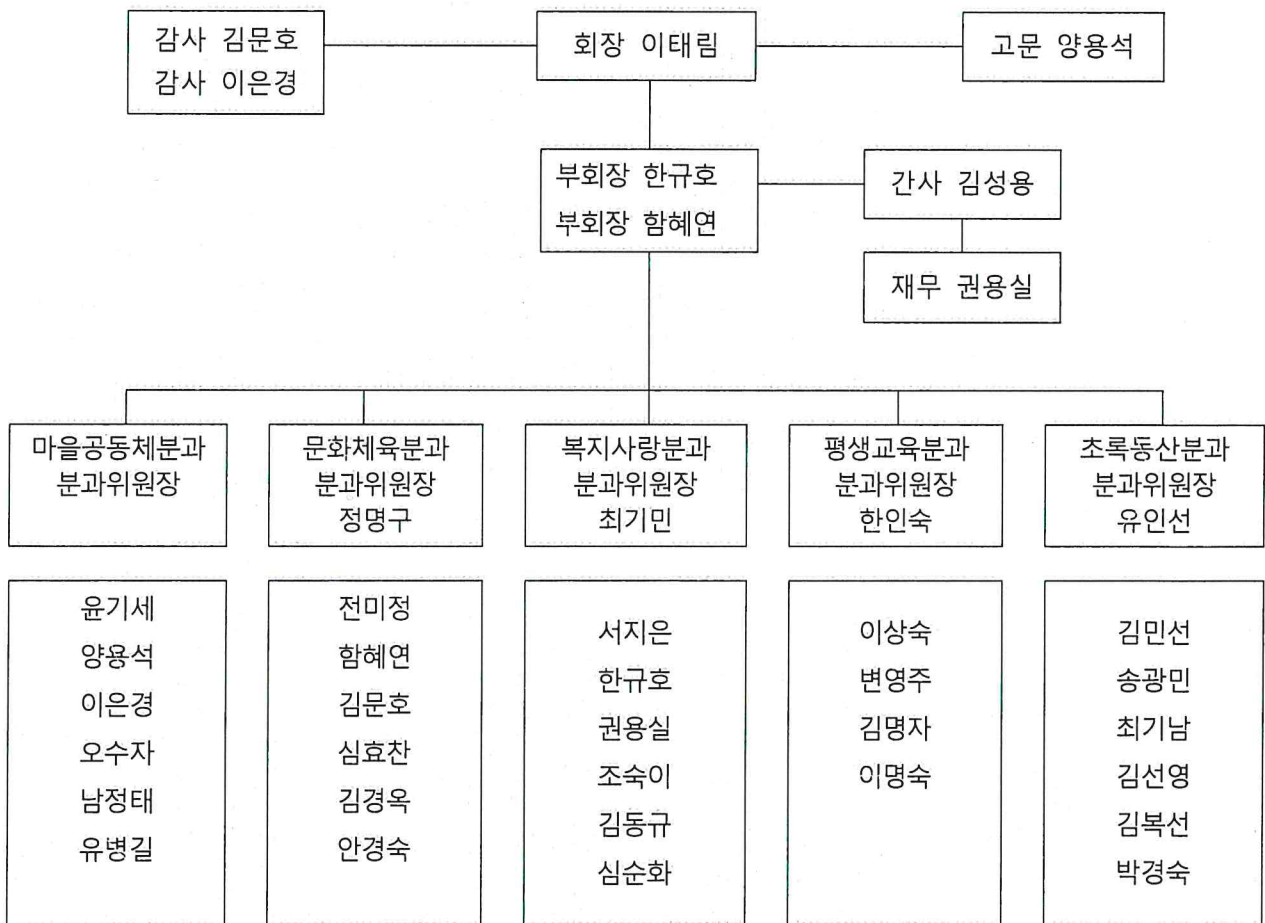 감사 김문호
감사 이은경
회장 이태림
고문 양용석
부회장 한규호
부회장 함혜연
간사 김성용
재무 권용실
마을공동체분과
분과위원장
문화체육분과
분과위원장
정명구
복지사랑분과
분과위원장
최기민
평생교육분과
분과위원장
한인숙
초록동산분과
분과위원장
유인선
윤기세
양용석
이은경
오수자
남정태
유병길
전미정
함혜연
김문호
심효찬
김경옥
안경숙
서지은
한규호
권용실
조숙이
김동규
심순화
이상숙
변영주
김명자
이명숙
김민선
송광민
최기남
김선영
김복선
박경숙